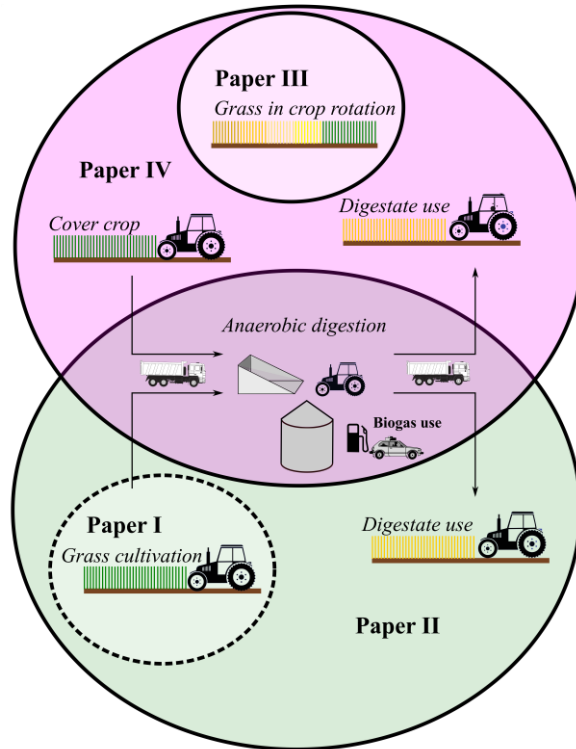 Paper III
Grass in crop rotation
Paper IV
Cover crop
Digestate use
Anaerobic digestion
Biogas use
Paper I
Grass cultivation
Digestate use
Paper II